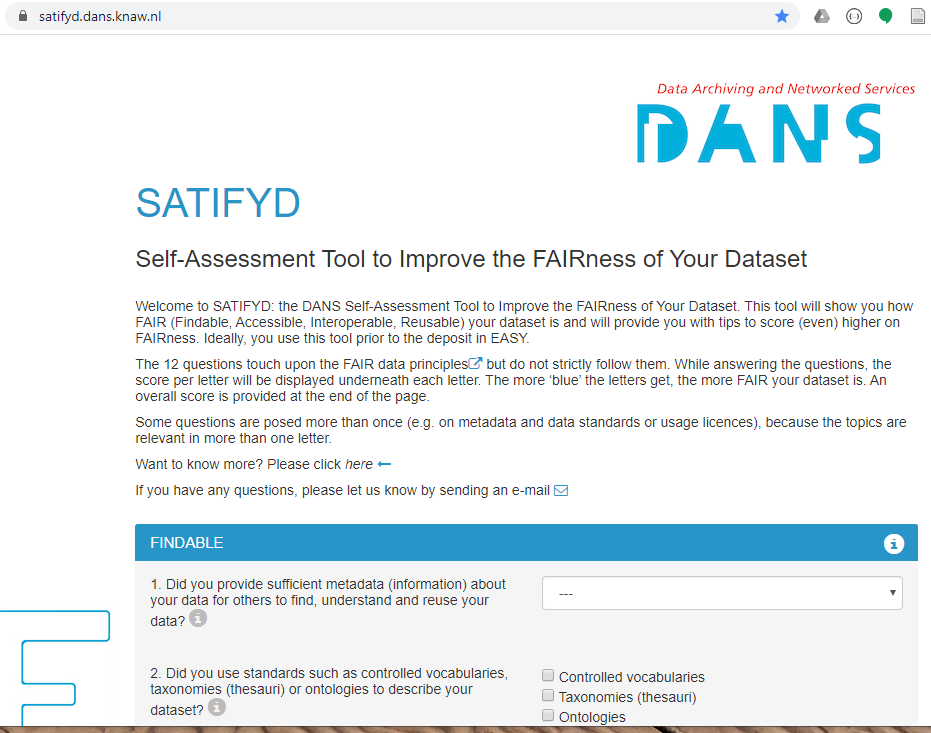 satifyd.dans.knaw.nl
Data Archiving and Networked Services
DANS
SATIFYD
Self-Assessment Tool to Improve the FAIRness of Your Dataset
Welcome to SATIFYD: the DANS Self-Assessment Tool to Improve the FAIRness of Your Dataset. This tool will show you how
FAIR (Findable, Accessible, Interoperable, Reusable) your dataset is and will provide you with tips to score (even) higher on
FAIRness. Ideally, you use this tool prior to the deposit in EASY.
The 12 questions touch upon the FAIR data principles but do not strictly follow them. While answering the questions, the
score per letter will be displayed underneath each letter. The more ‘blue’ the letters get, the more FAIR your dataset is. An
overall score is provided at the end of the page.
Some questions are posed more than once (e.g. on metadata and data standards or usage licences), because the topics are
relevant in more than one letter.
Want to know more? Please click here
If you have any questions, please let us know by sending an e-mail
FINDABLE
1. Did you provide sufficient metadata (information) about
your data for others to find, understand and reuse your
data?
---
2. Did you use standards such as controlled vocabularies,
taxonomies (thesauri) or ontologies to describe your
dataset?
Controlled vocabularies
Taxonomies (thesauri)
Ontologies
F